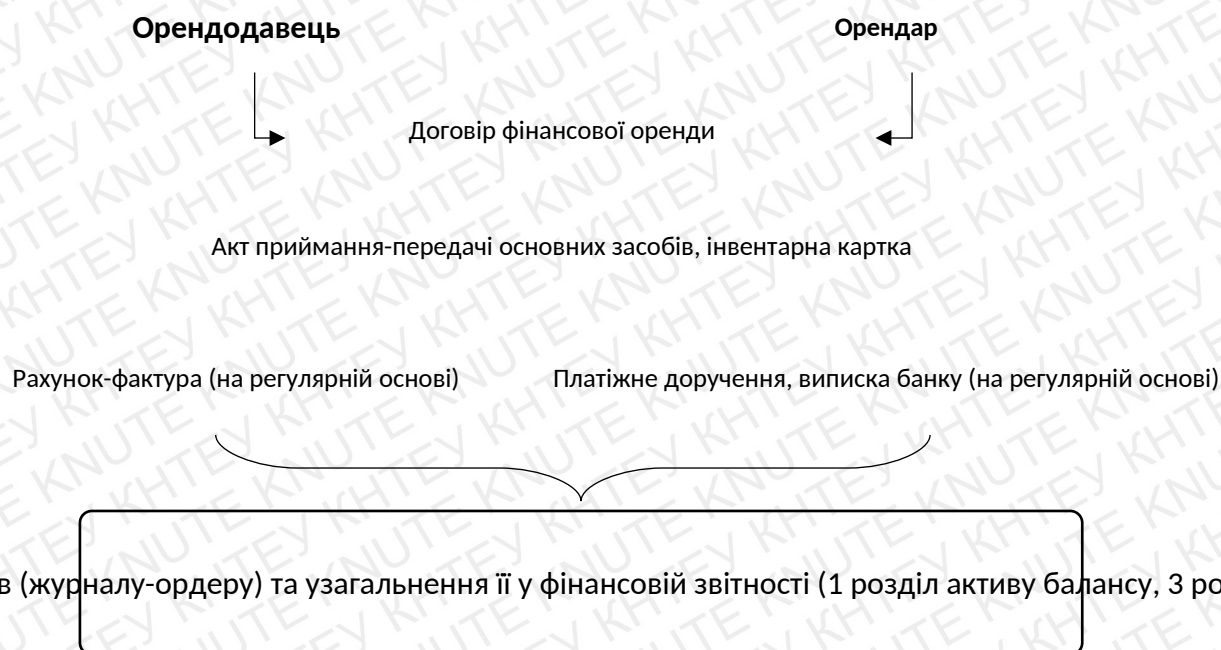 Орендодавець
Орендар
Договір фінансової оренди
Акт приймання-передачі основних засобів, інвентарна картка
Рахунок-фактура (на регулярній основі)
Платіжне доручення, виписка банку (на регулярній основі)
(журналу-ордеру) та узагальнення її у фінансовій звітності (1 розділ активу балансу, 3